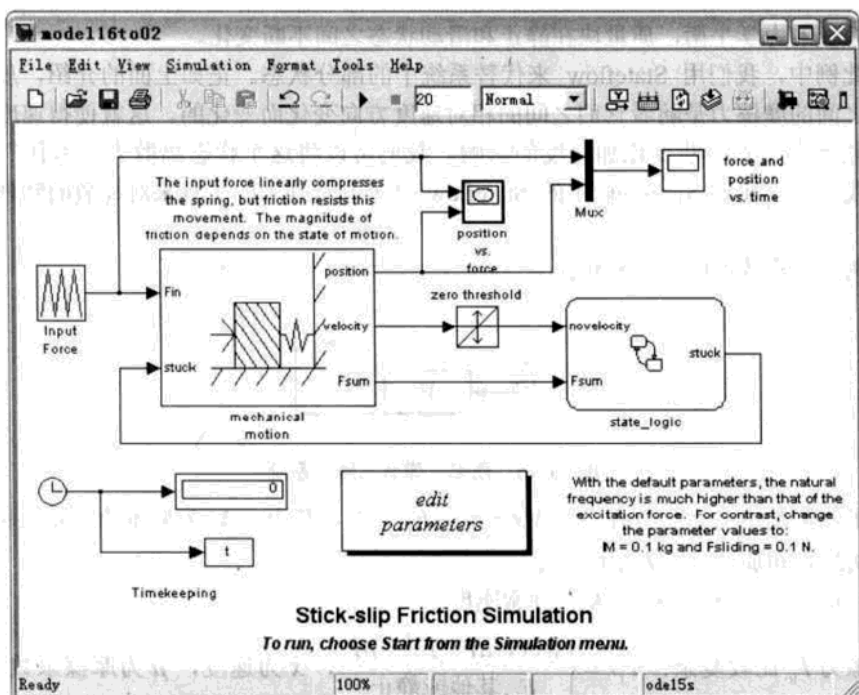 model16to02
File Edit View Simulation Format Tools Help
20 Normal
The input force linearly compresses
the spring, but friction resists this
movement. The magnitude of
friction depends on the state of motion.
force and
position
vs. time
Mux
position
vs.
force
Input
Force
Fin
stuck
position
velocity
Fsum
mechanical
motion
zero threshold
novelocity
Fsum
stuck
state_logic
0
t
Timekeeping
edit
parameters
With the default parameters, the natural
frequency is much higher than that of the
excitation force. For contrast, change
the parameter values to:
M = 0.1 kg and Fsliding = 0.1 N.
Stick-slip Friction Simulation
To run, choose Start from the Simulation menu.
Ready 100% ode15s